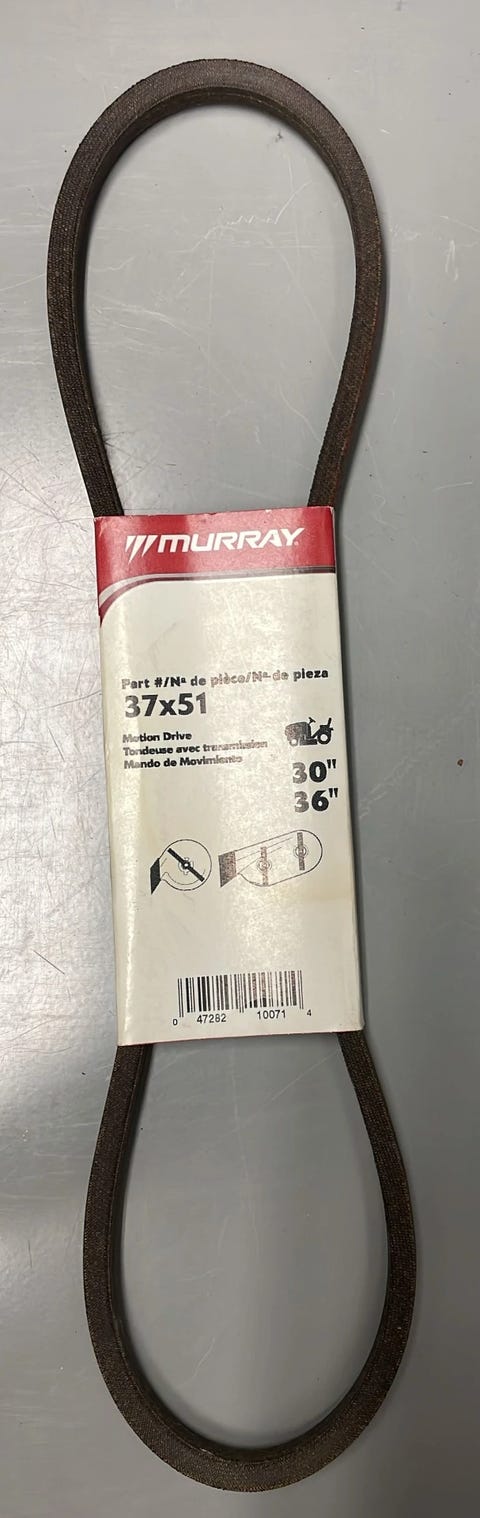 MURRAY
Part #/Nº de pièce/Nº de pieza
37x51
Motion Drive
Tondeuse avec transmission
Mando de Movimiento
30"
36"
0 47282 10071 4